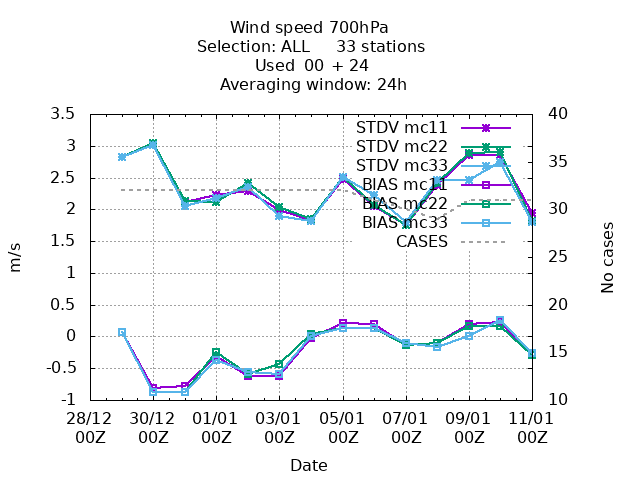 Wind speed 700hPa
Selection: ALL 33 stations
Used 00 + 24
Averaging window: 24h
3.5 40
STDV mc11
3
STDV mc22
35
STDV mc33
2.5
BIAS mc11
2 30
BIAS mc22
BIAS mc33
1.5
CASES
25
1
0.5 20
0
15
-0.5
-1 10
m/s
No cases
28/12 30/12 01/01 03/01 05/01 07/01 09/01 11/01
00Z 00Z 00Z 00Z 00Z 00Z 00Z 00Z
Date